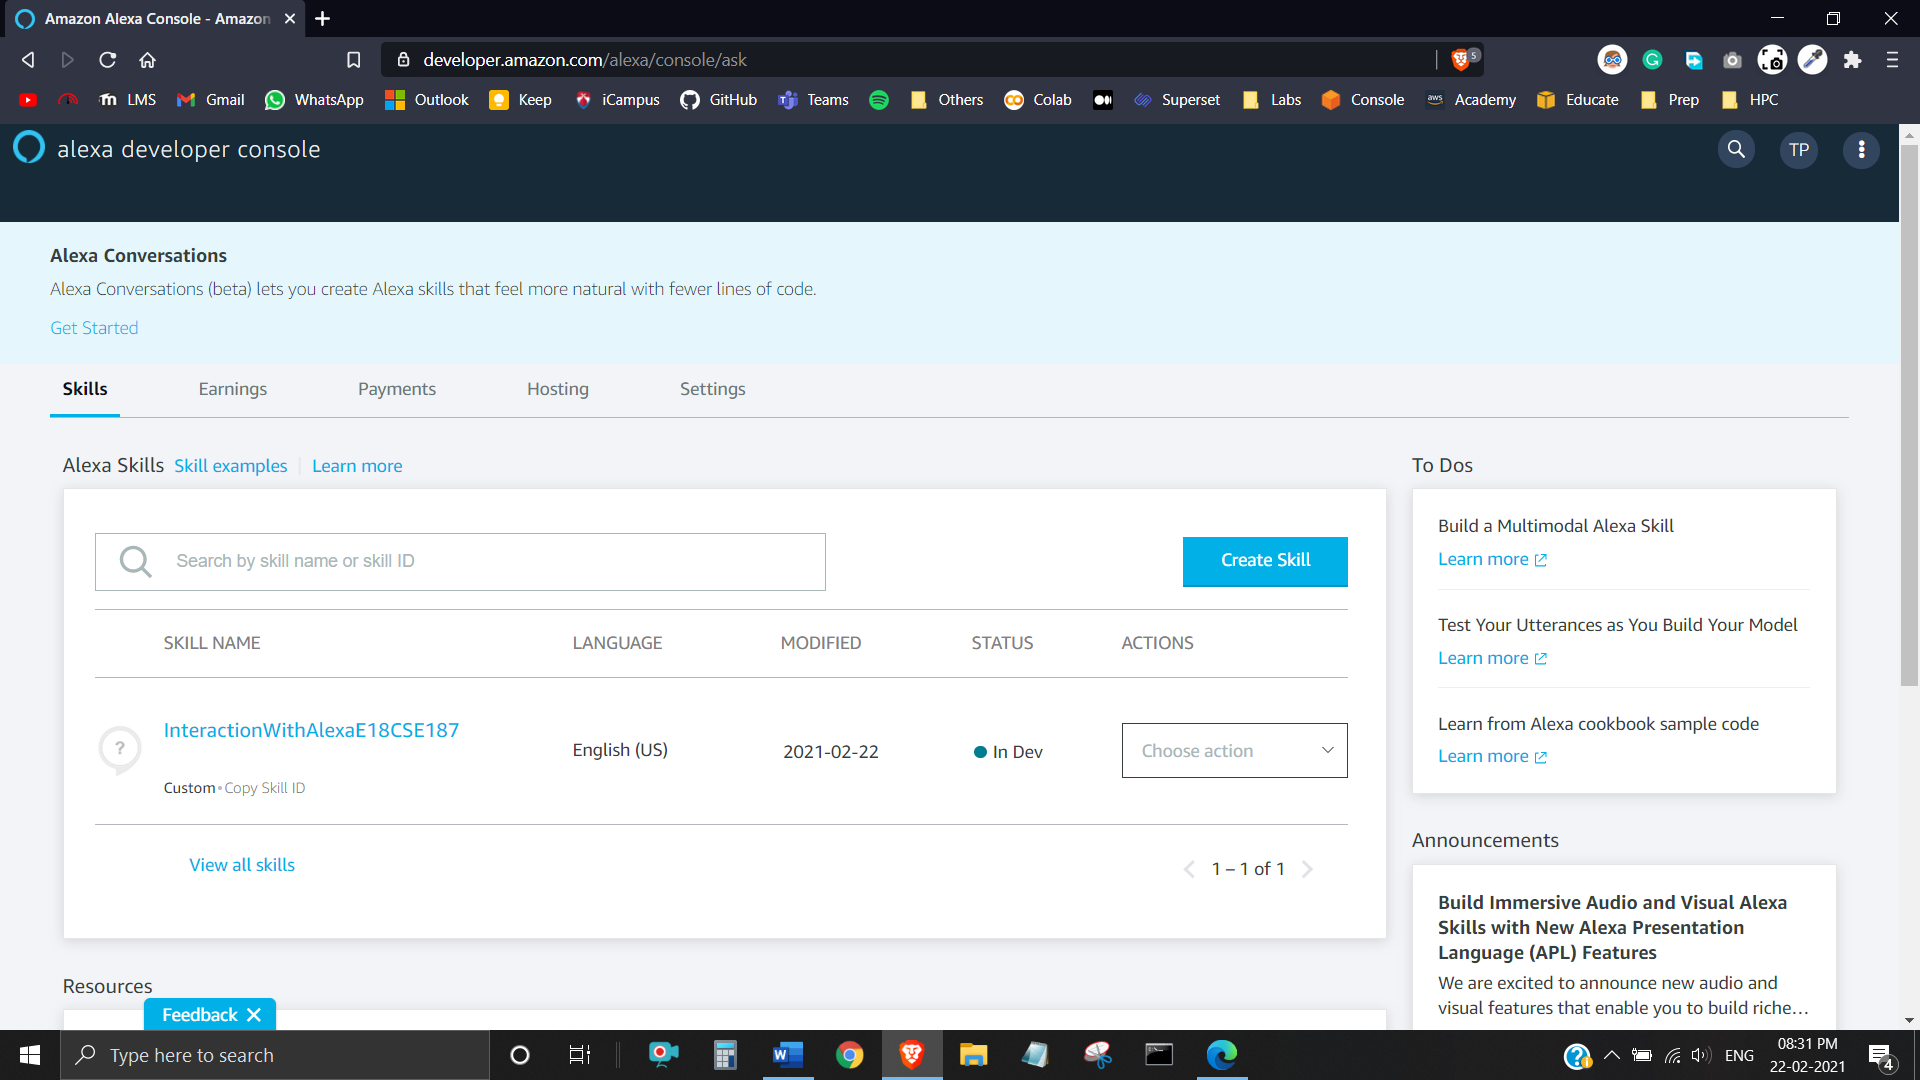 Amazon Alexa Console - Amazon
developer.amazon.com/alexa/console/ask
5
LMS Gmail WhatsApp Outlook Keep iCampus GitHub Teams Others Colab Superset Labs Console aws Academy Educate Prep HPC
alexa developer console
TP
Alexa Conversations
Alexa Conversations (beta) lets you create Alexa skills that feel more natural with fewer lines of code.
Get Started
Skills Earnings Payments Hosting Settings
Alexa Skills Skill examples Learn more
Search by skill name or skill ID
Create Skill
SKILL NAME LANGUAGE MODIFIED STATUS ACTIONS
InteractionWithAlexaE18CSE187
?
English (US)
2021-02-22
In Dev
Choose action
Custom • Copy Skill ID
View all skills
1 – 1 of 1
To Dos
Build a Multimodal Alexa Skill
Learn more
Test Your Utterances as You Build Your Model
Learn more
Learn from Alexa cookbook sample code
Learn more
Announcements
Build Immersive Audio and Visual Alexa
Skills with New Alexa Presentation
Language (APL) Features
We are excited to announce new audio and
visual features that enable you to build riche...
Resources
Feedback
Type here to search
ENG
08:31 PM
22-02-2021
4